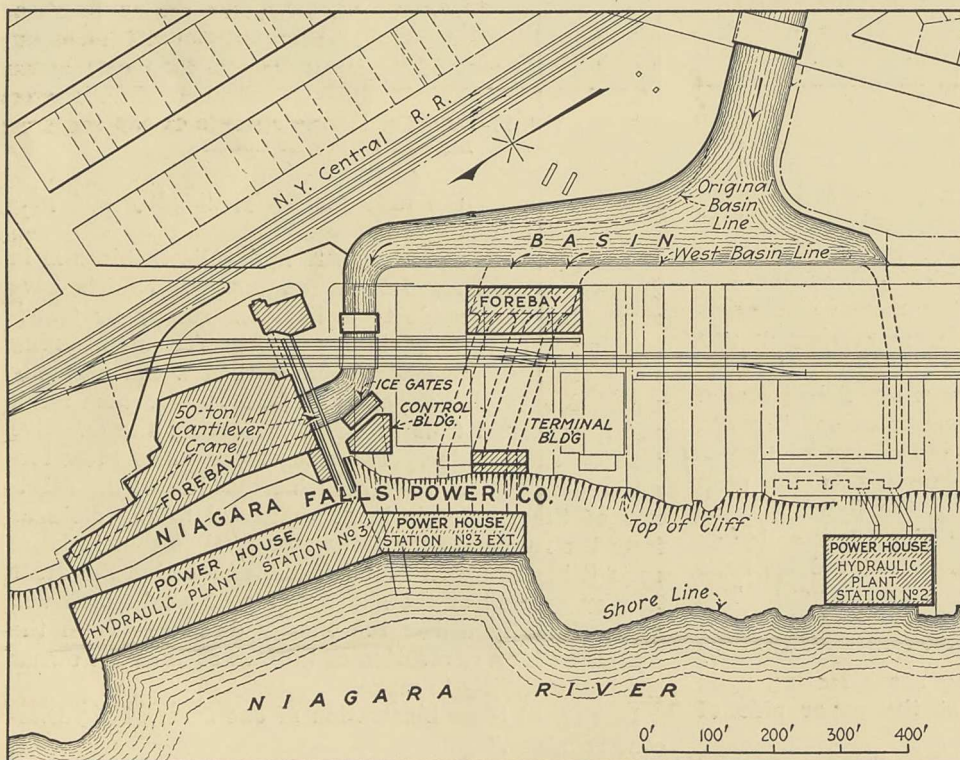 N.Y. Central R. R.
Original
Basin
Line
BASIN
West Basin Line
FOREBAY
ICE GATES
CONTROL
BLDG.
50-ton
Cantilever
Crane
TERMINAL
BLDG
FOREBAY
NIAGARA FALLS POWER CO.
Top of Cliff
POWER HOUSE
HYDRAULIC PLANT STATION Nº3
POWER HOUSE
STATION Nº3 EXT.
POWER HOUSE
HYDRAULIC
PLANT
STATION Nº2
Shore Line
NIAGARA RIVER
0' 100' 200' 300' 400'